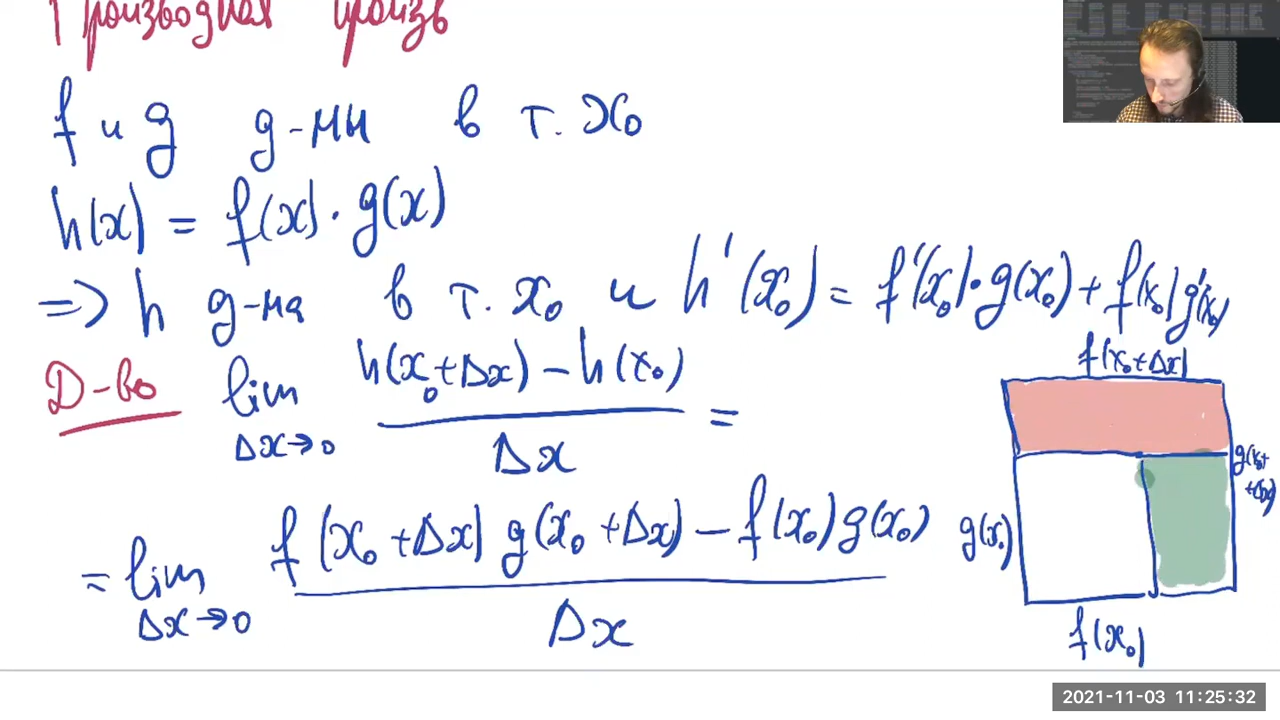 Производная произв
f и g д-мы в т. x₀
h(x) = f(x) · g(x)
=> h д-ма в т. x₀ и h'(x₀) = f'(x₀) · g(x₀) + f(x₀) g'(x₀)
Д-во lim Δx→0 h(x₀+Δx) − h(x₀) / Δx =
= lim Δx→0 f(x₀+Δx) g(x₀+Δx) − f(x₀) g(x₀) / Δx
f(x₀+Δx)
g(x₀+
+Δx)
g(x₀)
f(x₀)
2021-11-03 11:25:32